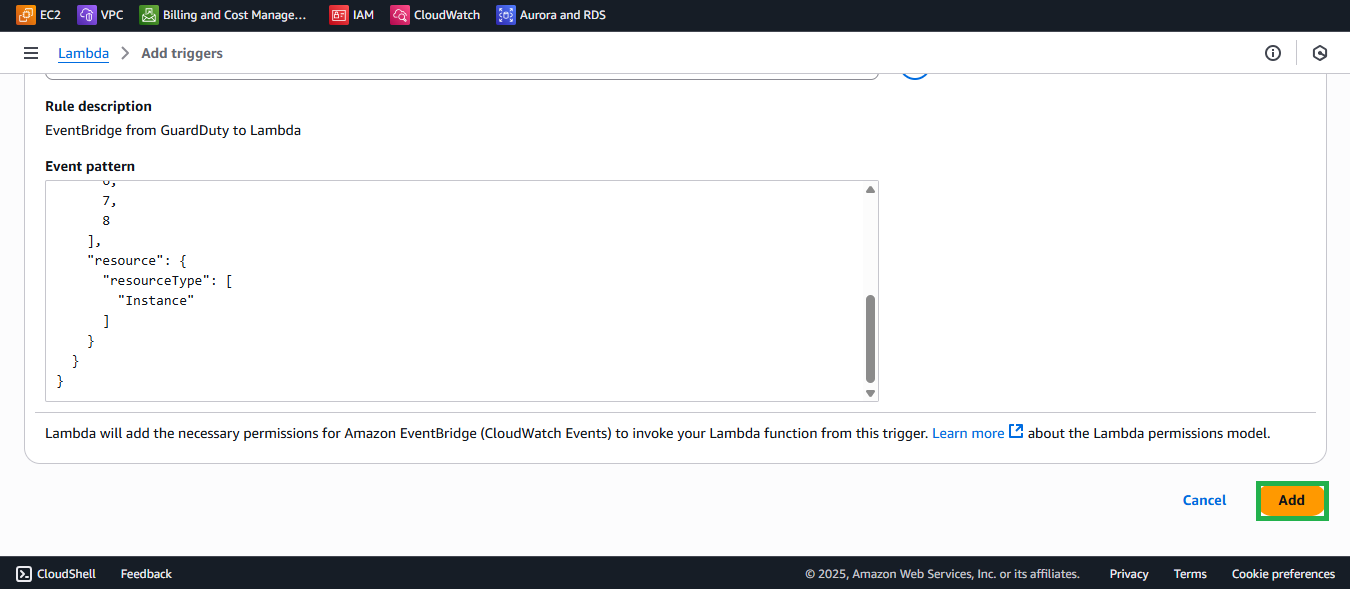 EC2 VPC Billing and Cost Manage... IAM CloudWatch Aurora and RDS
Lambda > Add triggers
Rule description
EventBridge from GuardDuty to Lambda
Event pattern
7,
8
],
"resource": {
"resourceType": [
"Instance"
]
}
}
}
Lambda will add the necessary permissions for Amazon EventBridge (CloudWatch Events) to invoke your Lambda function from this trigger. Learn more about the Lambda permissions model.
Cancel Add
CloudShell Feedback © 2025, Amazon Web Services, Inc. or its affiliates. Privacy Terms Cookie preferences